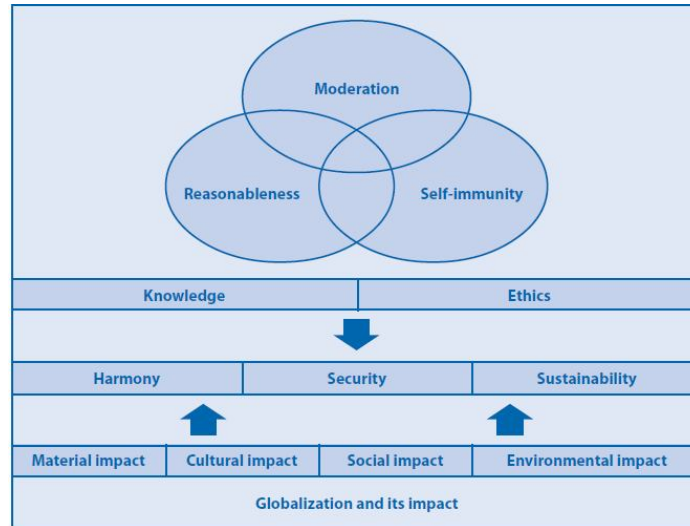 Moderation
Reasonableness Self-immunity
Knowledge Ethics
Harmony Security Sustainability
Material impact Cultural impact Social impact Environmental impact
Globalization and its impact